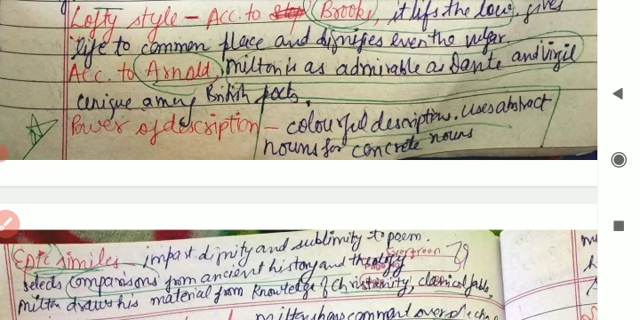 Lofty style - Acc. to Brooks, it lifs the low, gives
life to common place and dignifies even the vulgar.
Acc. to Arnold, Milton is as admirable as Dante and Virgil
unique among British poets.
Power of description - colourful description. Uses abstract
nouns for concrete nouns
Epic similes - impart dignity and sublimity to poem.
selects comparisons from ancient history and theology
Milton draws his material from knowledge of Christianity, classical